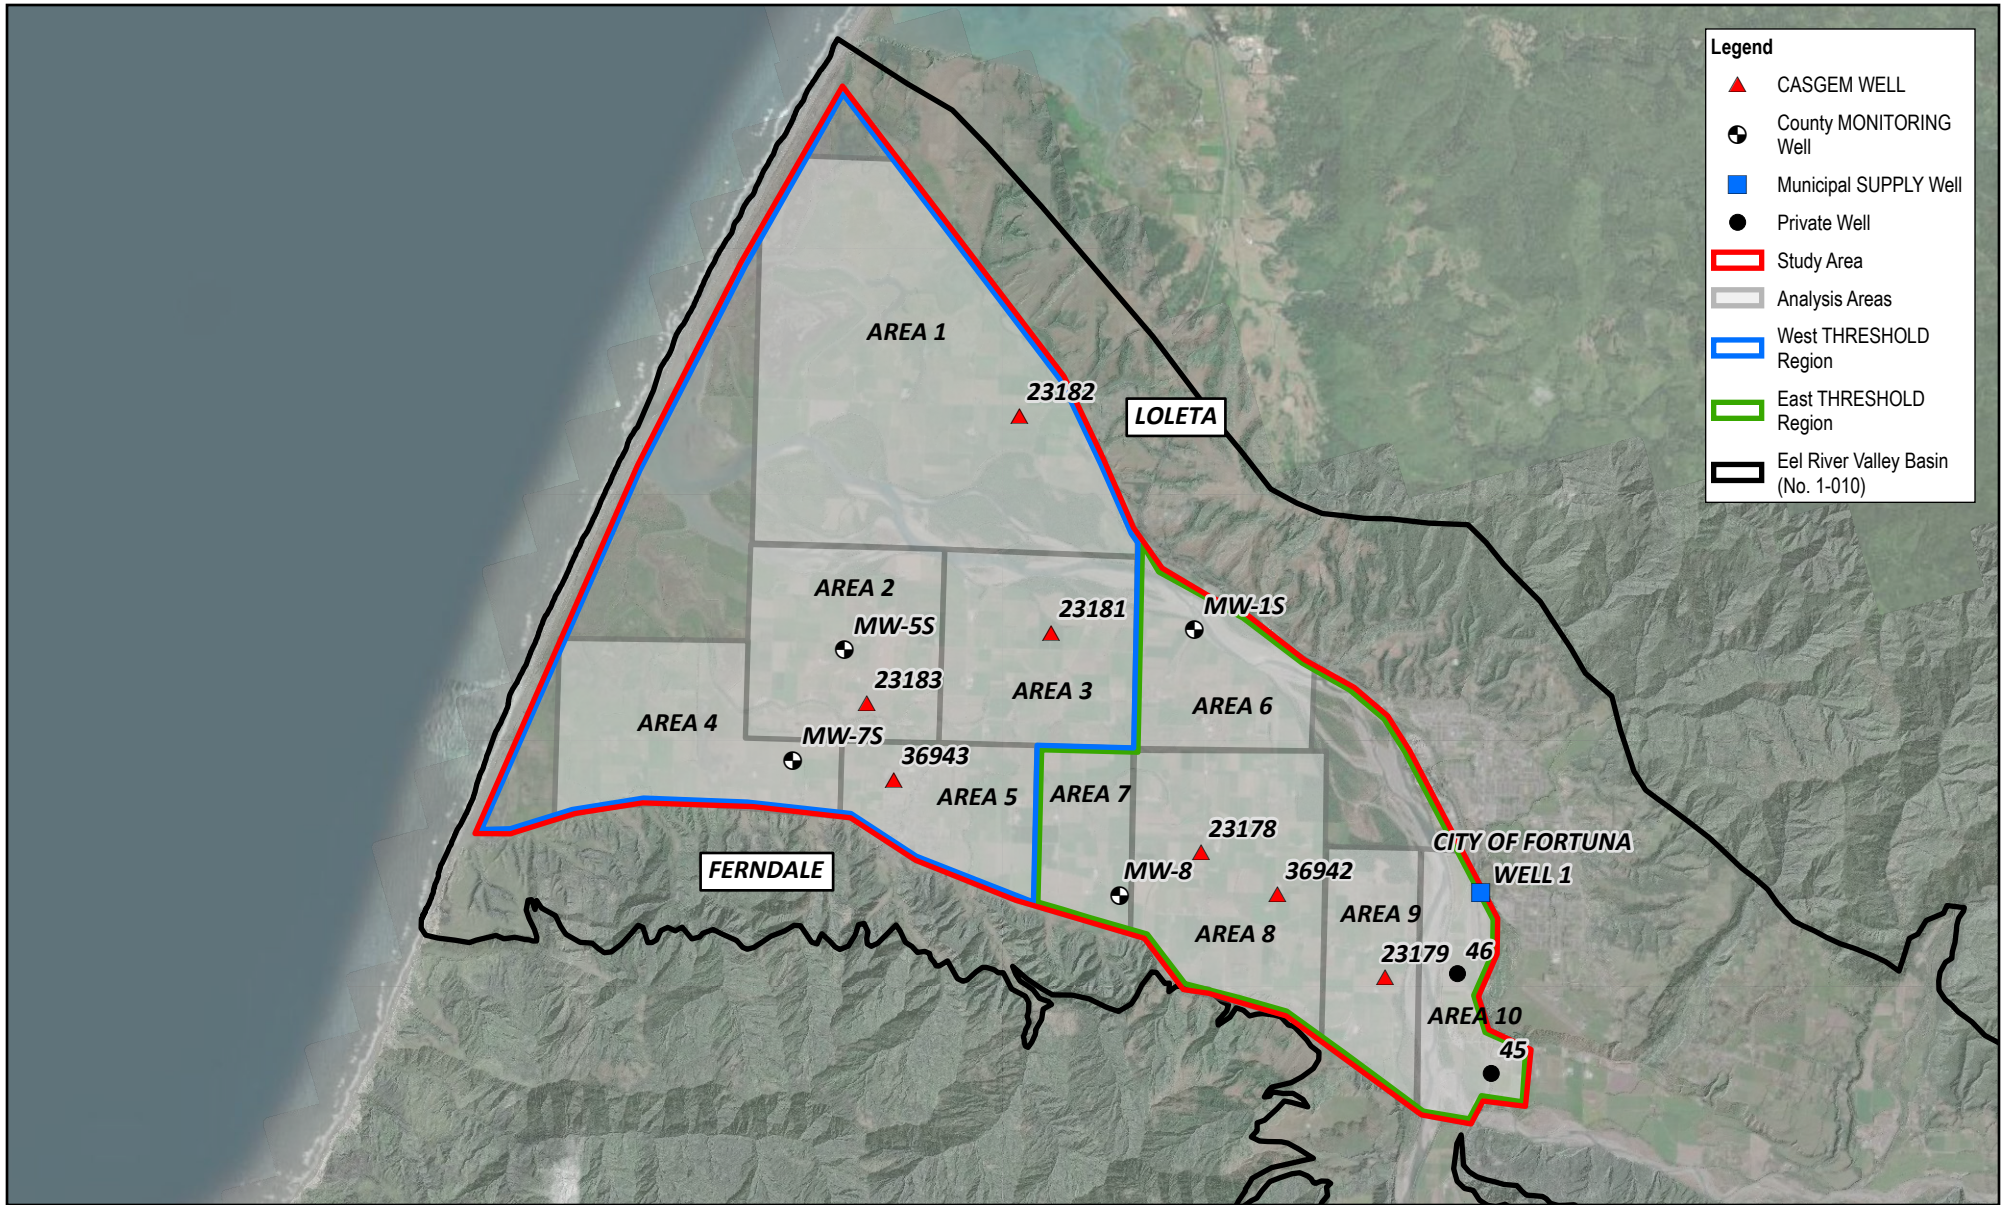 Legend
CASGEM WELL
County MONITORING
Well
Municipal SUPPLY Well
Private Well
Study Area
Analysis Areas
West THRESHOLD
Region
East THRESHOLD
Region
Eel River Valley Basin
(No. 1-010)
AREA 1
23182
LOLETA
AREA 2
MW-5S
23183
23181
AREA 3
MW-1S
AREA 6
AREA 4
MW-7S
36943
AREA 5
AREA 7
FERNDALE
23178
MW-8
36942
AREA 8
CITY OF FORTUNA
WELL 1
AREA 9
23179
46
AREA 10
45